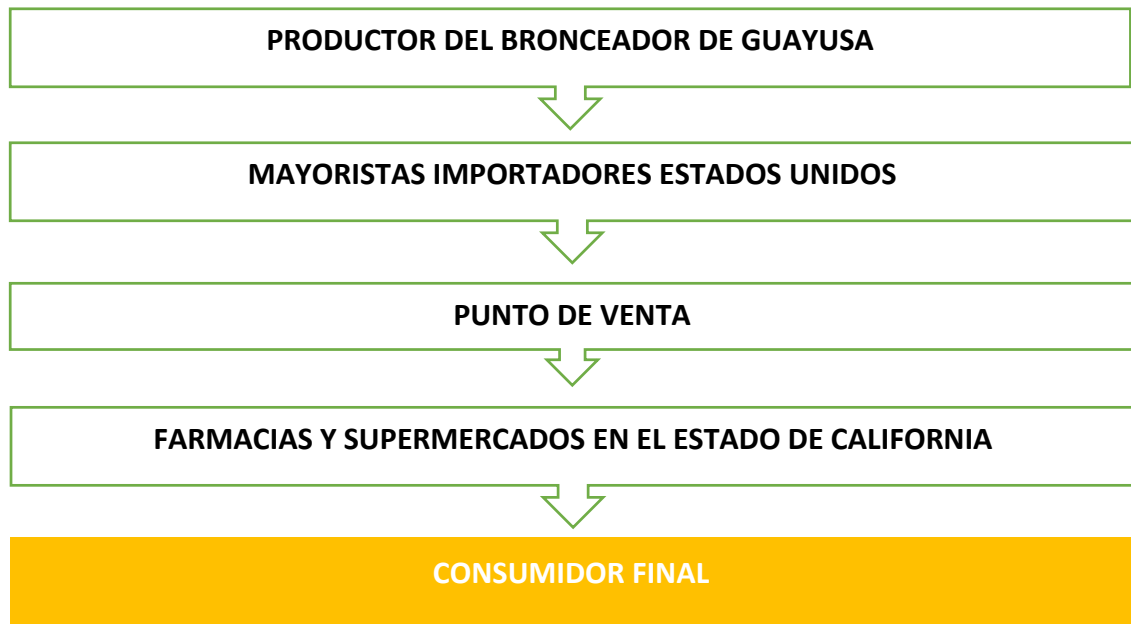 PRODUCTOR DEL BRONCEADOR DE GUAYUSA
MAYORISTAS IMPORTADORES ESTADOS UNIDOS
PUNTO DE VENTA
FARMACIAS Y SUPERMERCADOS EN EL ESTADO DE CALIFORNIA
CONSUMIDOR FINAL